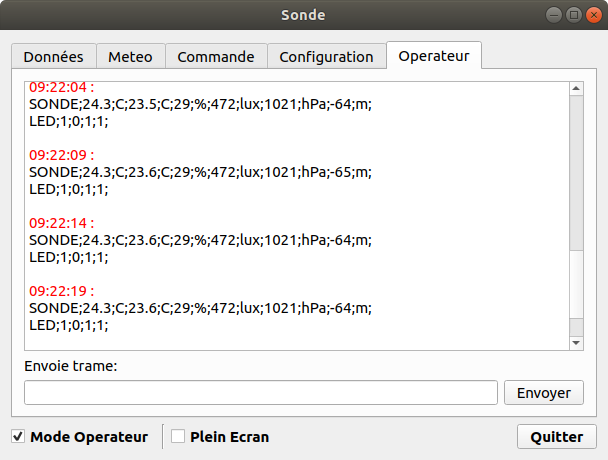 Sonde
Données Meteo Commande Configuration Operateur
09:22:04 :
SONDE;24.3;C;23.5;C;29;%;472;lux;1021;hPa;-64;m;
LED;1;0;1;1;
09:22:09 :
SONDE;24.3;C;23.6;C;29;%;472;lux;1021;hPa;-65;m;
LED;1;0;1;1;
09:22:14 :
SONDE;24.3;C;23.6;C;29;%;472;lux;1021;hPa;-64;m;
LED;1;0;1;1;
09:22:19 :
SONDE;24.3;C;23.6;C;29;%;472;lux;1021;hPa;-64;m;
LED;1;0;1;1;
Envoie trame:
Envoyer
Mode Operateur Plein Ecran Quitter